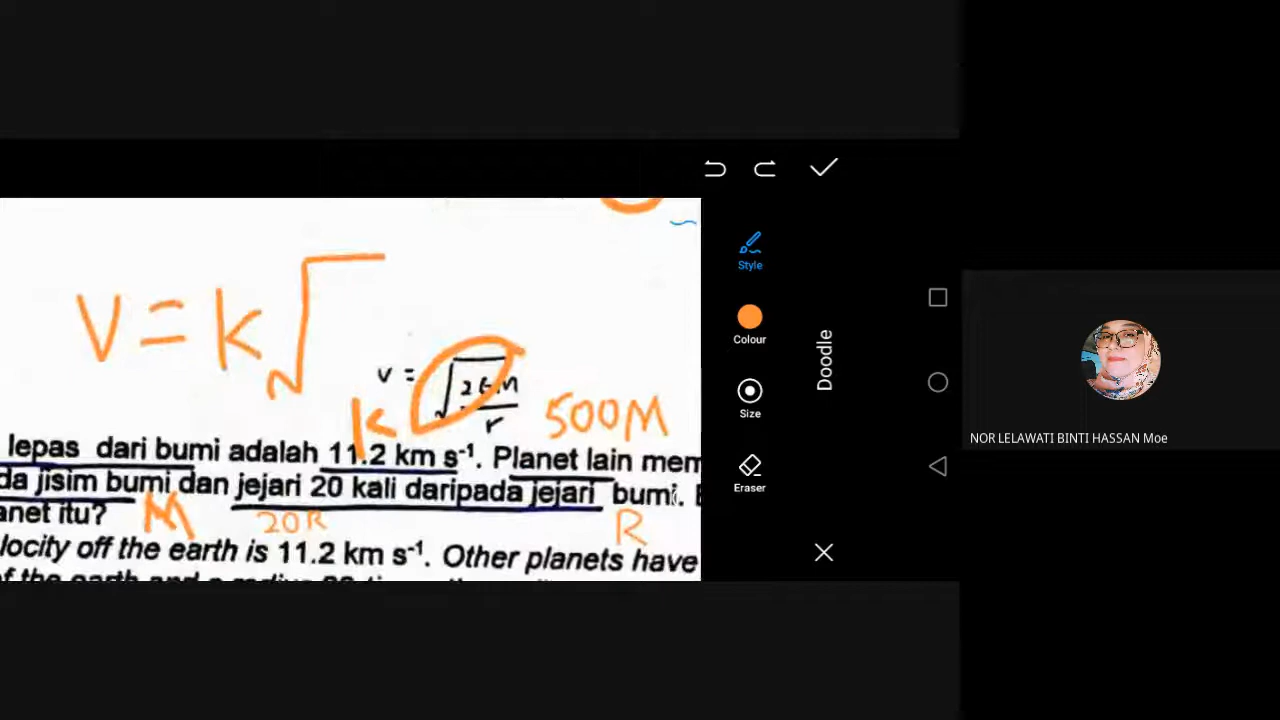 Style
V = k√
Colour
v = √2GM/r
k
500M
Doodle
Size
lepas dari bumi adalah 11.2 km s⁻¹. Planet lain mem
da jisim bumi dan jejari 20 kali daripada jejari bumi.
anet itu?
M
20R
R
locity off the earth is 11.2 km s⁻¹. Other planets have
Eraser
NOR LELAWATI BINTI HASSAN Moe